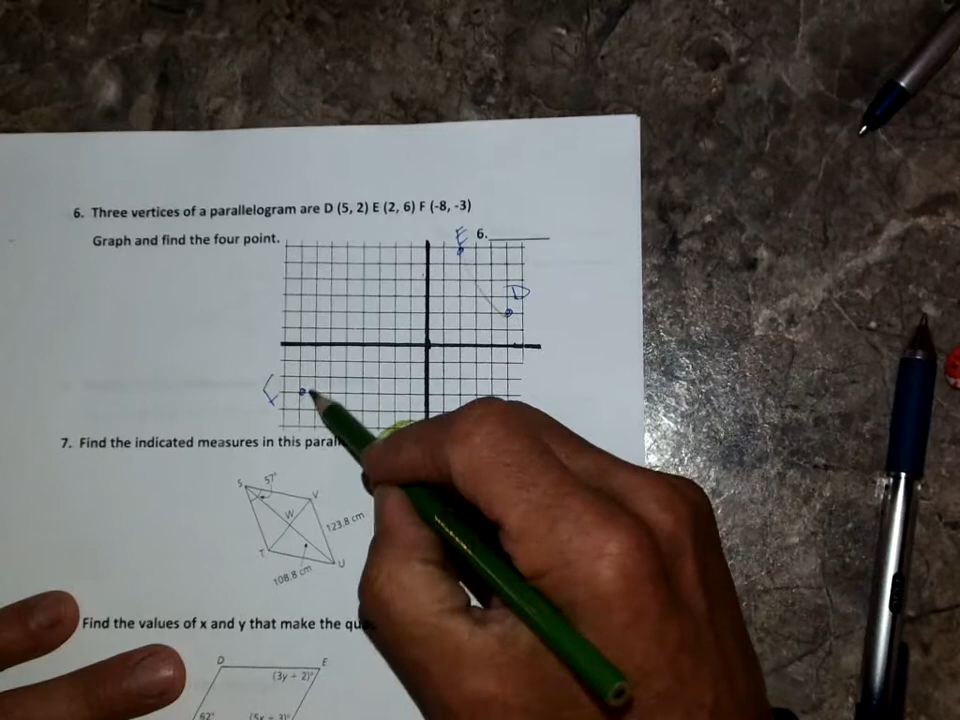 6. Three vertices of a parallelogram are D (5, 2) E (2, 6) F (-8, -3)
Graph and find the four point.
6.
E
D
7. Find the indicated measures in this
S
57°
V
W
123.8 cm
T
U
108.8 cm
Find the values of x and y that make the
D
E
(3y + 2)°
62°